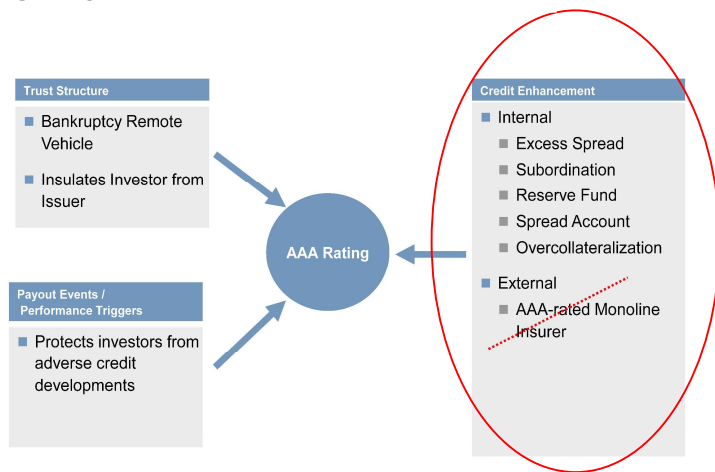 Trust Structure
Bankruptcy Remote
Vehicle
Insulates Investor from
Issuer
Payout Events /
Performance Triggers
Protects investors from
adverse credit
developments
AAA Rating
Credit Enhancement
Internal
Excess Spread
Subordination
Reserve Fund
Spread Account
Overcollateralization
External
AAA-rated Monoline
Insurer